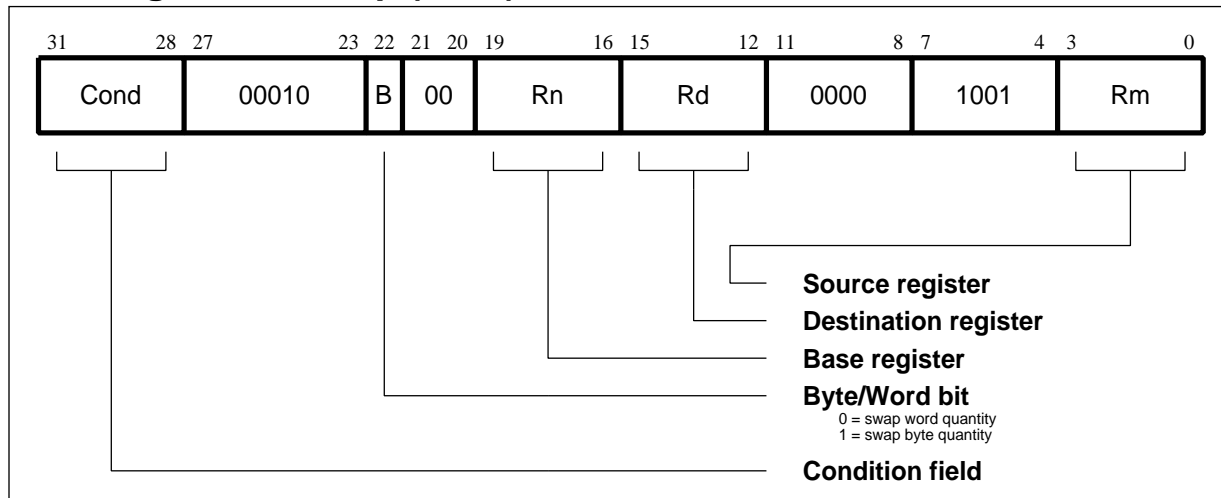 31 28 27 23 22 21 20 19 16 15 12 11 8 7 4 3 0
Cond 00010 B 00 Rn Rd 0000 1001 Rm
Source register
Destination register
Base register
Byte/Word bit
0 = swap word quantity
1 = swap byte quantity
Condition field